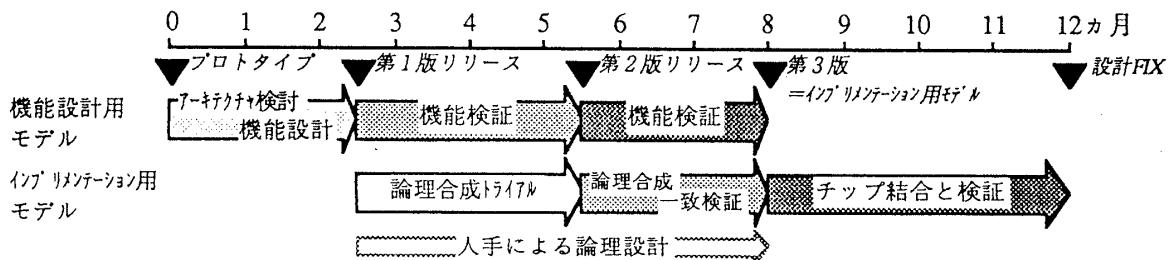 0 1 2 3 4 5 6 7 8 9 10 11 12ヵ月
プロトタイプ 第1版リリース 第2版リリース 第3版 設計FIX
=インプリメンテーション用モデル
機能設計用
モデル
アーキテクチャ検討
機能設計
機能検証
機能検証
インプリメンテーション用
モデル
論理合成トライアル
論理合成
一致検証
チップ結合と検証
人手による論理設計